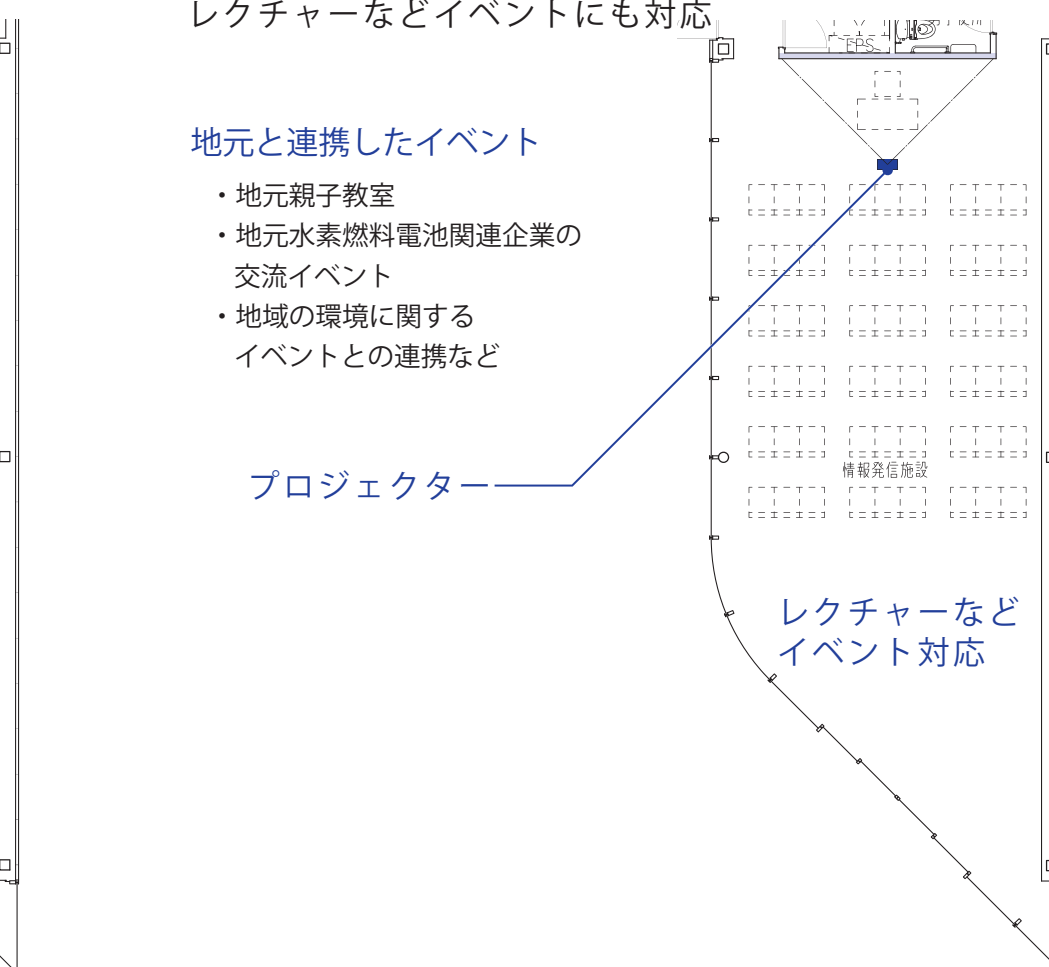 レクチャーなどイベントにも対応
EPS
地元と連携したイベント
・地元親子教室
・地元水素燃料電池関連企業の
交流イベント
・地域の環境に関する
イベントとの連携など
プロジェクター
情報発信施設
レクチャーなど
イベント対応